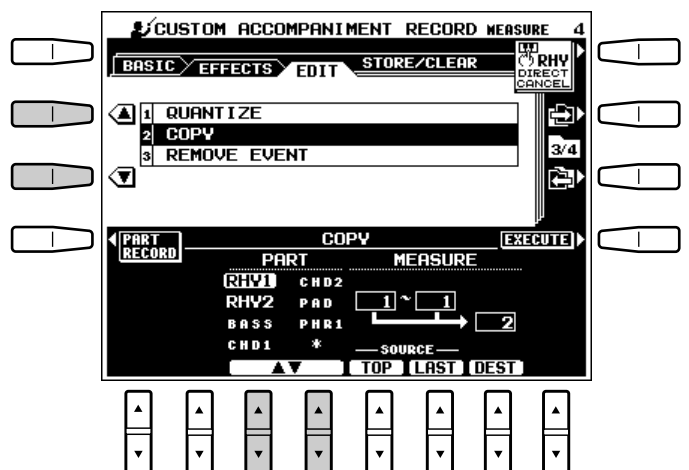 CUSTOM ACCOMPANIMENT RECORD MEASURE 4
BASIC EFFECTS EDIT STORE/CLEAR
RHY
DIRECT
CANCEL
1 QUANTIZE
2 COPY
3 REMOVE EVENT
3/4
PART
RECORD
COPY
EXECUTE
PART MEASURE
RHY1 CHD2
RHY2 PAD 1 ~ 1
BASS PHR1 2
CHD1 *
SOURCE
▲▼ TOP LAST DEST